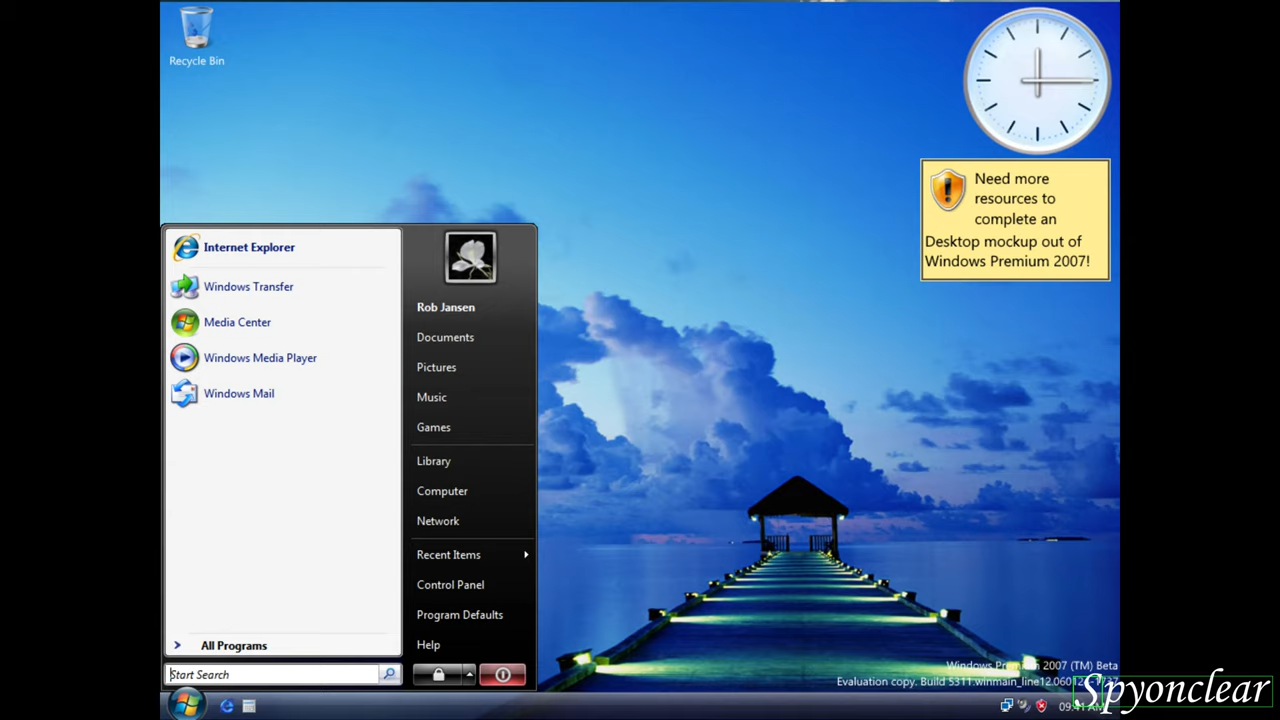 Recycle Bin
Need more
resources to
complete an
Desktop mockup out of
Windows Premium 2007!
Internet Explorer
Windows Transfer
Media Center
Windows Media Player
Windows Mail
All Programs
Start Search
Rob Jansen
Documents
Pictures
Music
Games
Library
Computer
Network
Recent Items
Control Panel
Program Defaults
Help
Windows Premium 2007 (TM) Beta
Evaluation copy. Build 5311.winmain_line12.
09:41 AM
Spyonclear